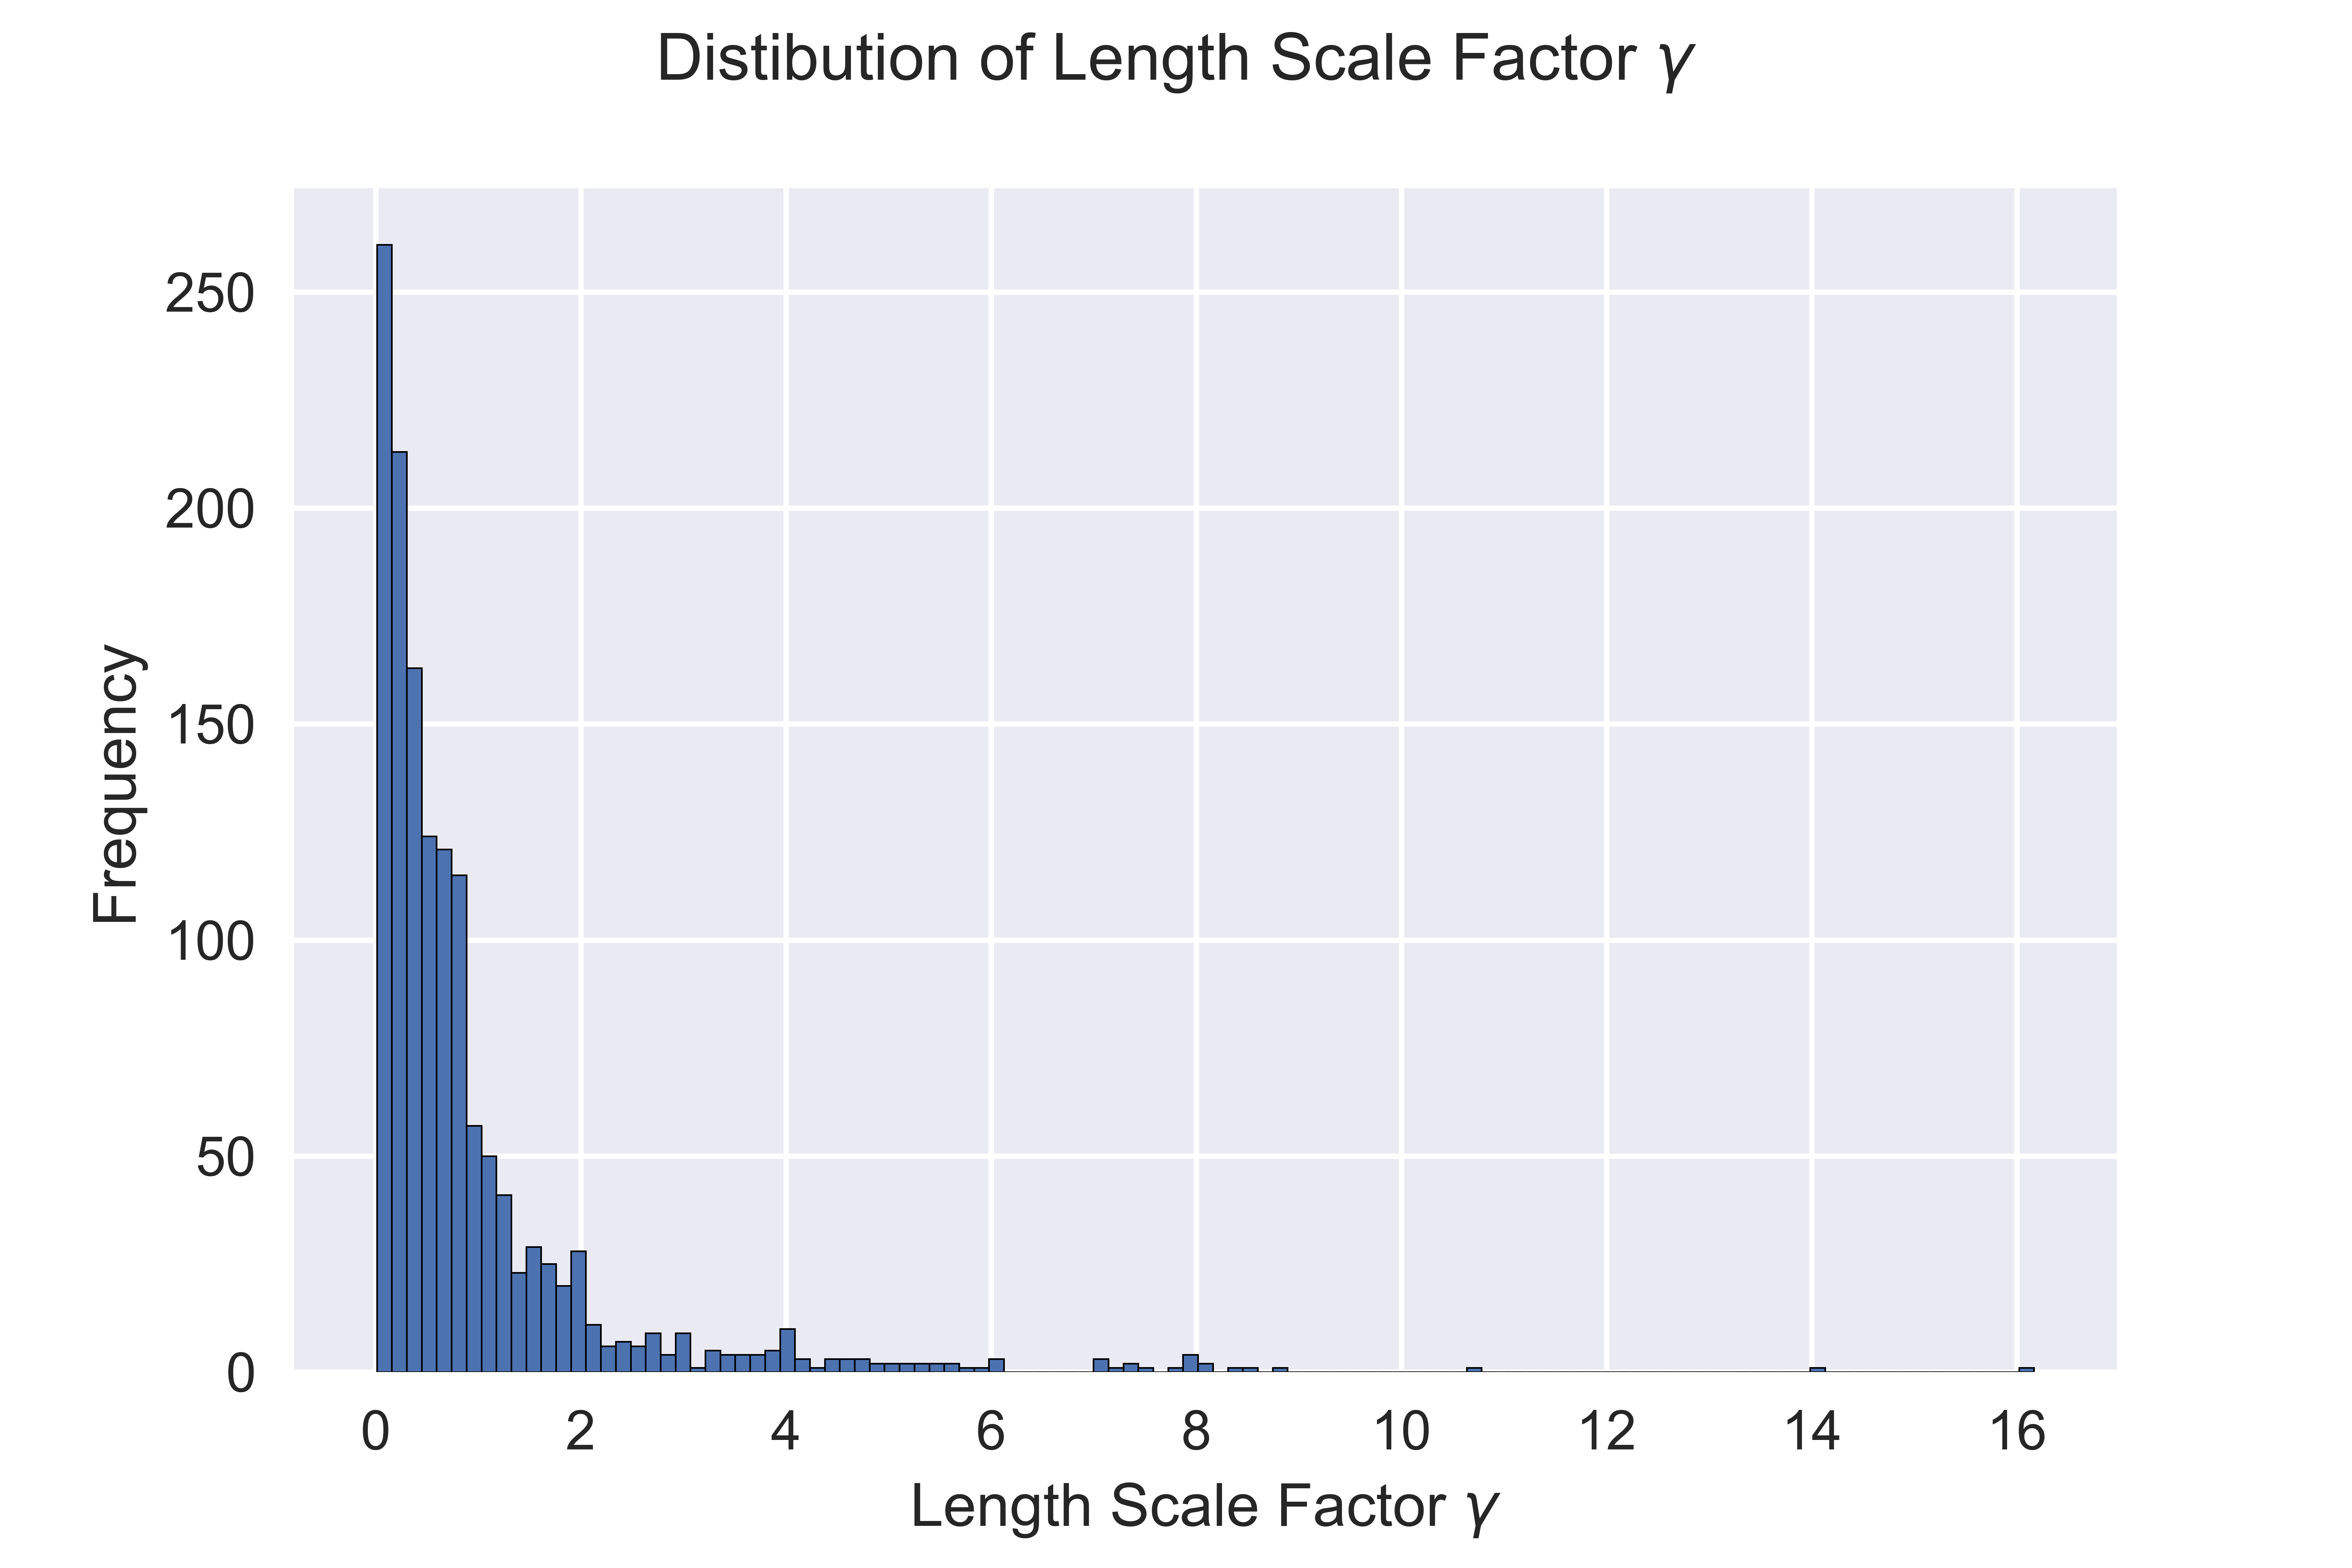 Distibution of Length Scale Factor γ
Frequency
250
200
150
100
50
0
0 2 4 6 8 10 12 14 16
Length Scale Factor γ